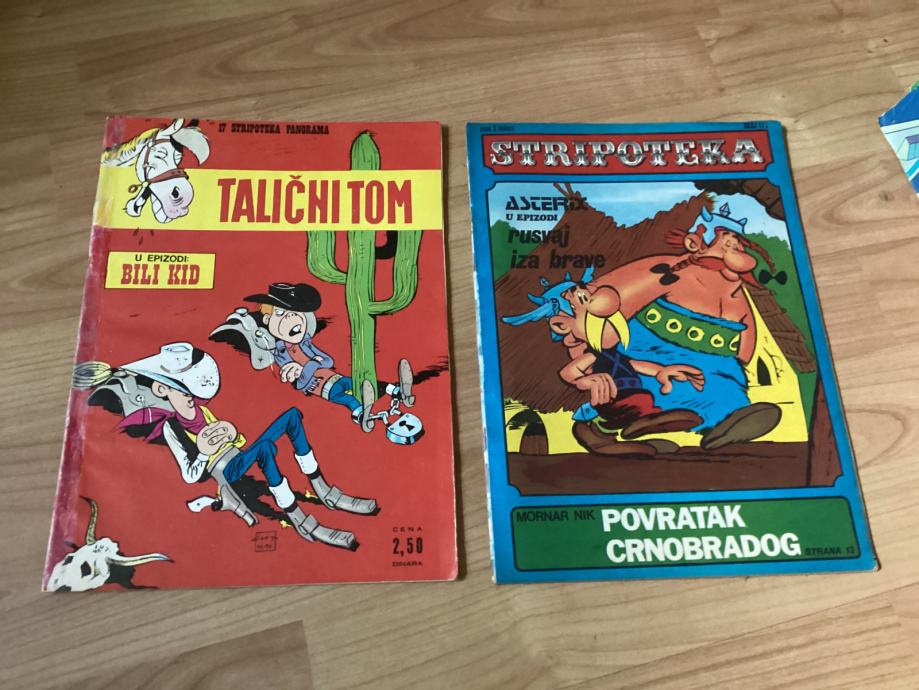 17 STRIPOTEKA PANORAMA
TALIČNI TOM
U EPIZODI:
BILI KID
CENA
2,50
DINARA
STRIPOTEKA
ASTERIX
U EPIZODI
rusvaj
iza brave
MORNAR NIK
POVRATAK
CRNOBRADOG
STRANA 13